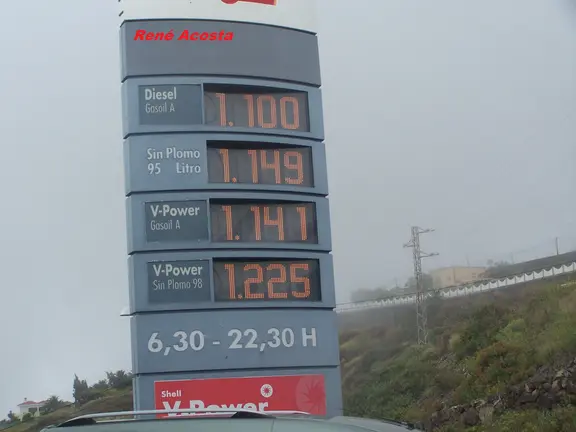 René Acosta
Diesel
Gasoil A
1.100
Sin Plomo
95 Litro
1.149
V-Power
Gasoil A
1.141
V-Power
Sin Plomo 98
1.225
6,30 - 22,30 H
Shell
V-Power